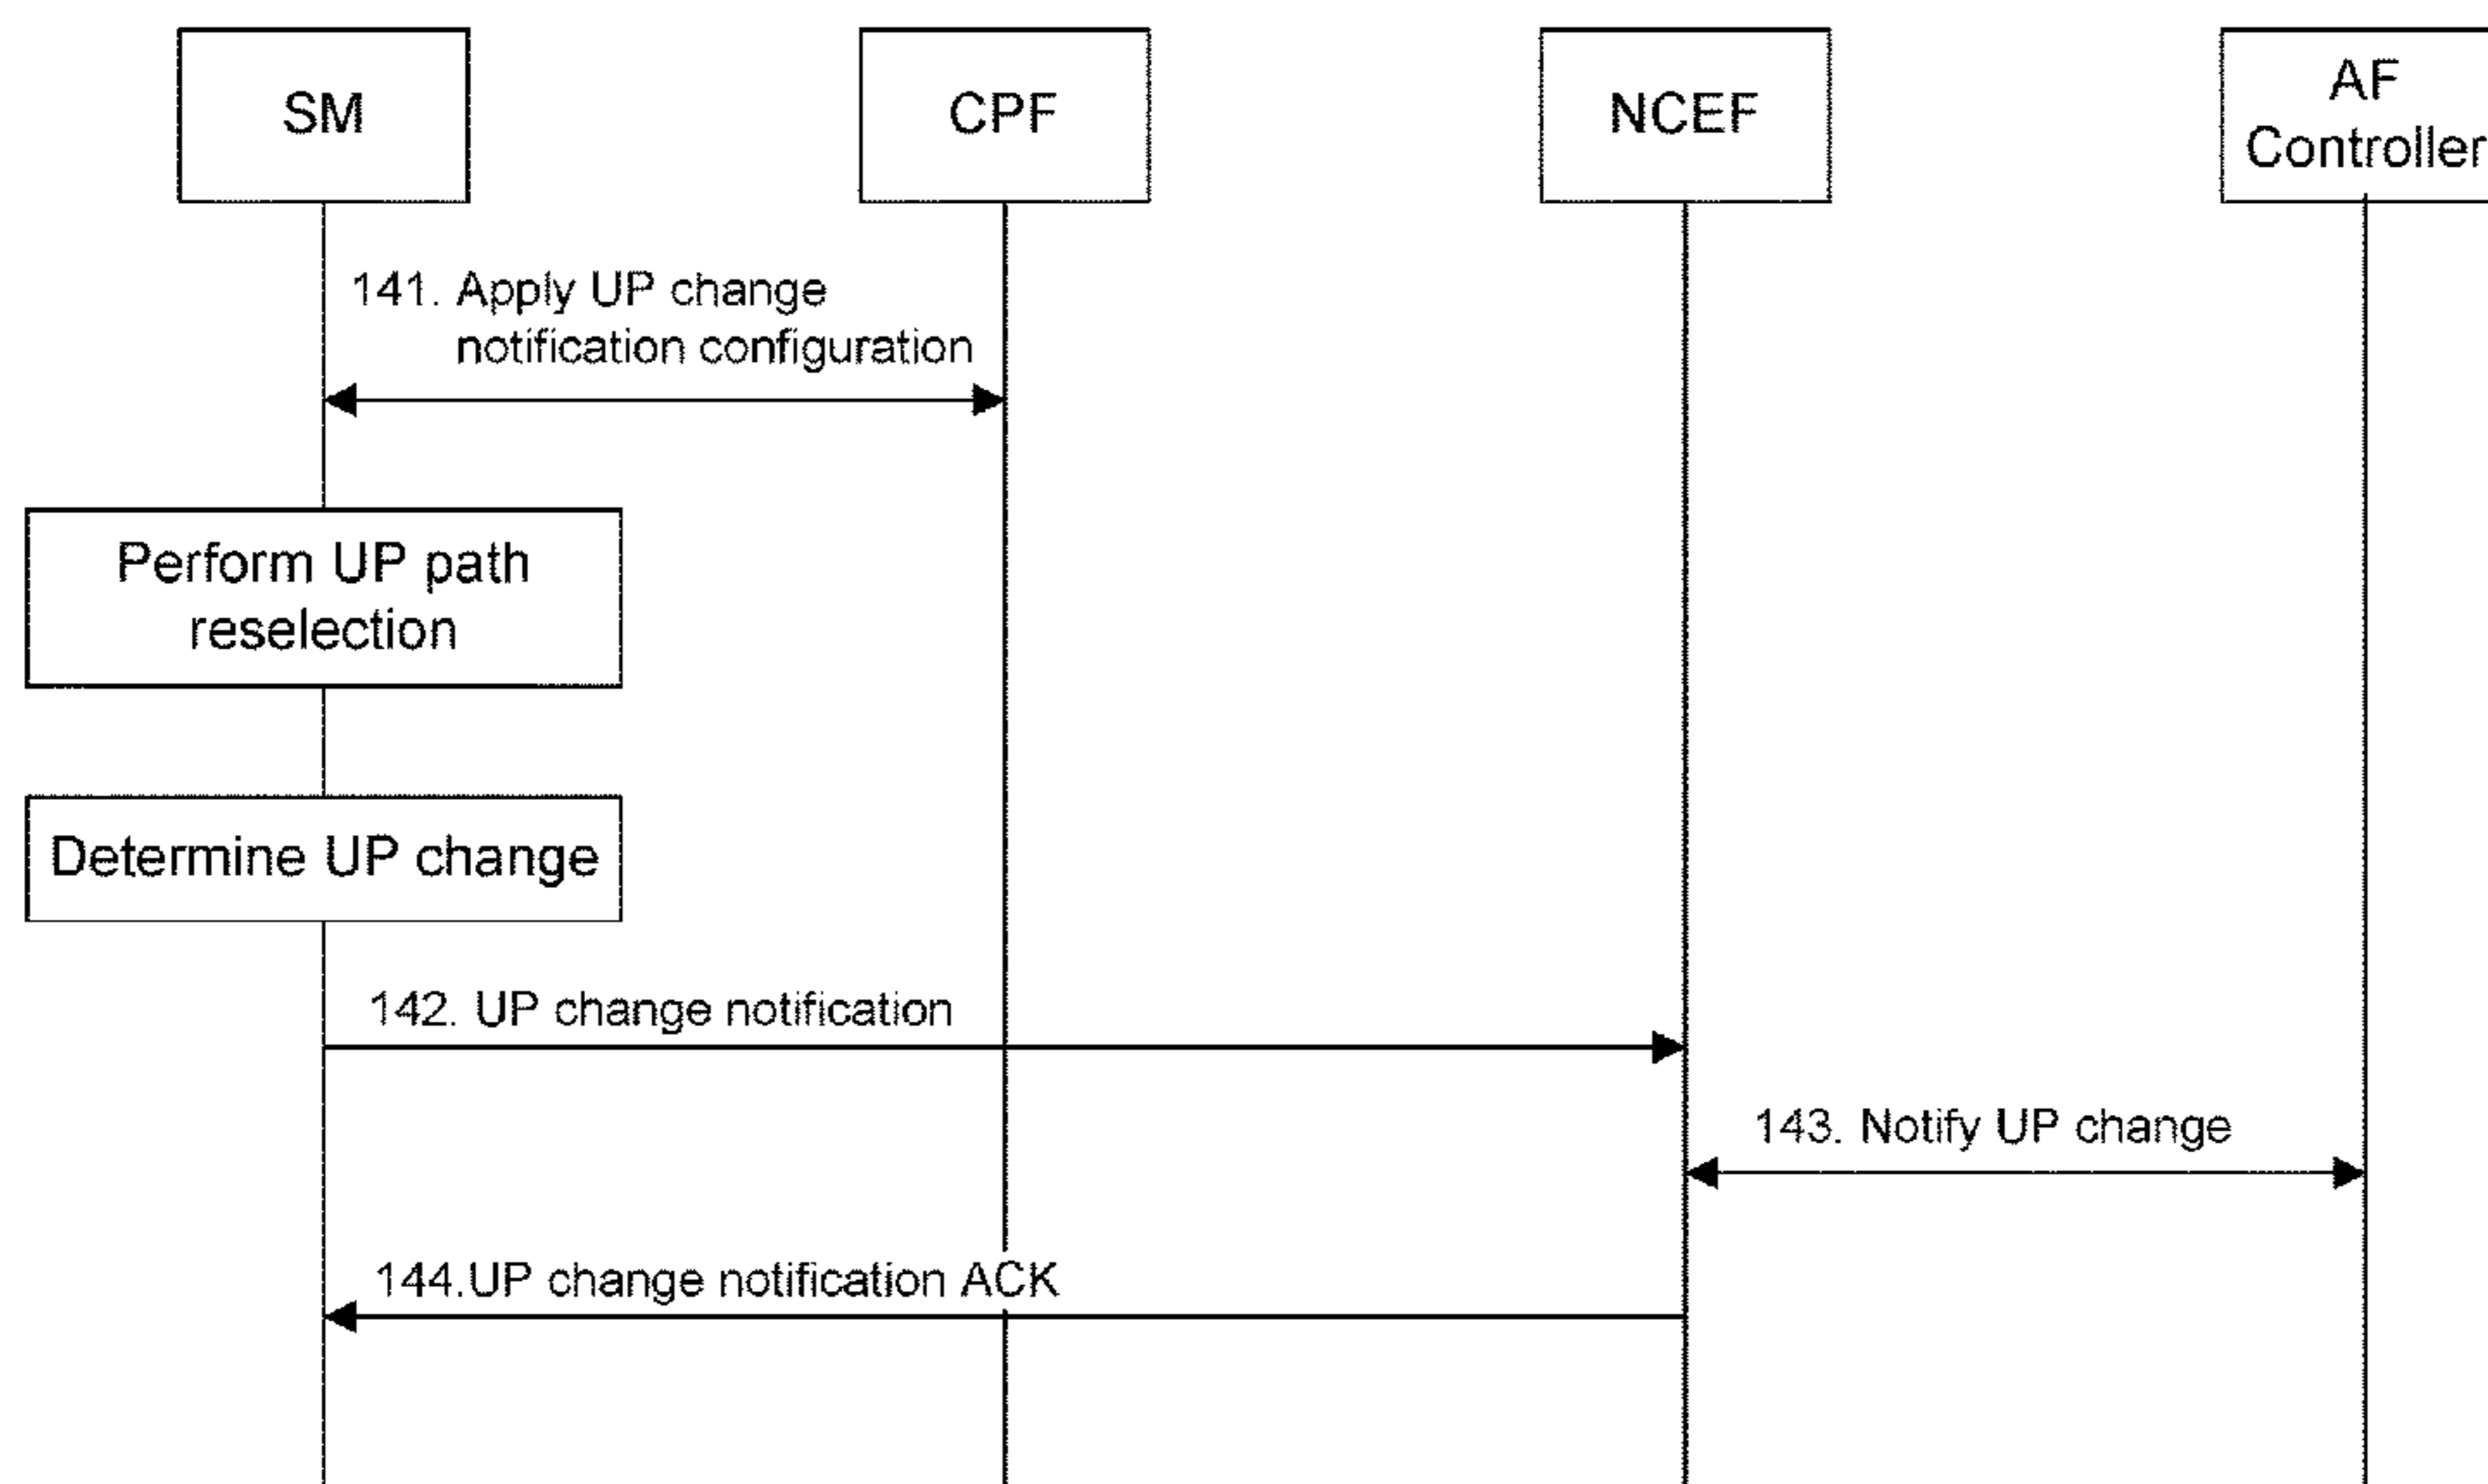 SM
CPF
NCEF
AF
Controller
141. Apply UP change
notification configuration
Perform UP path
reselection
Determine UP change
142. UP change notification
143. Notify UP change
144.UP change notification ACK